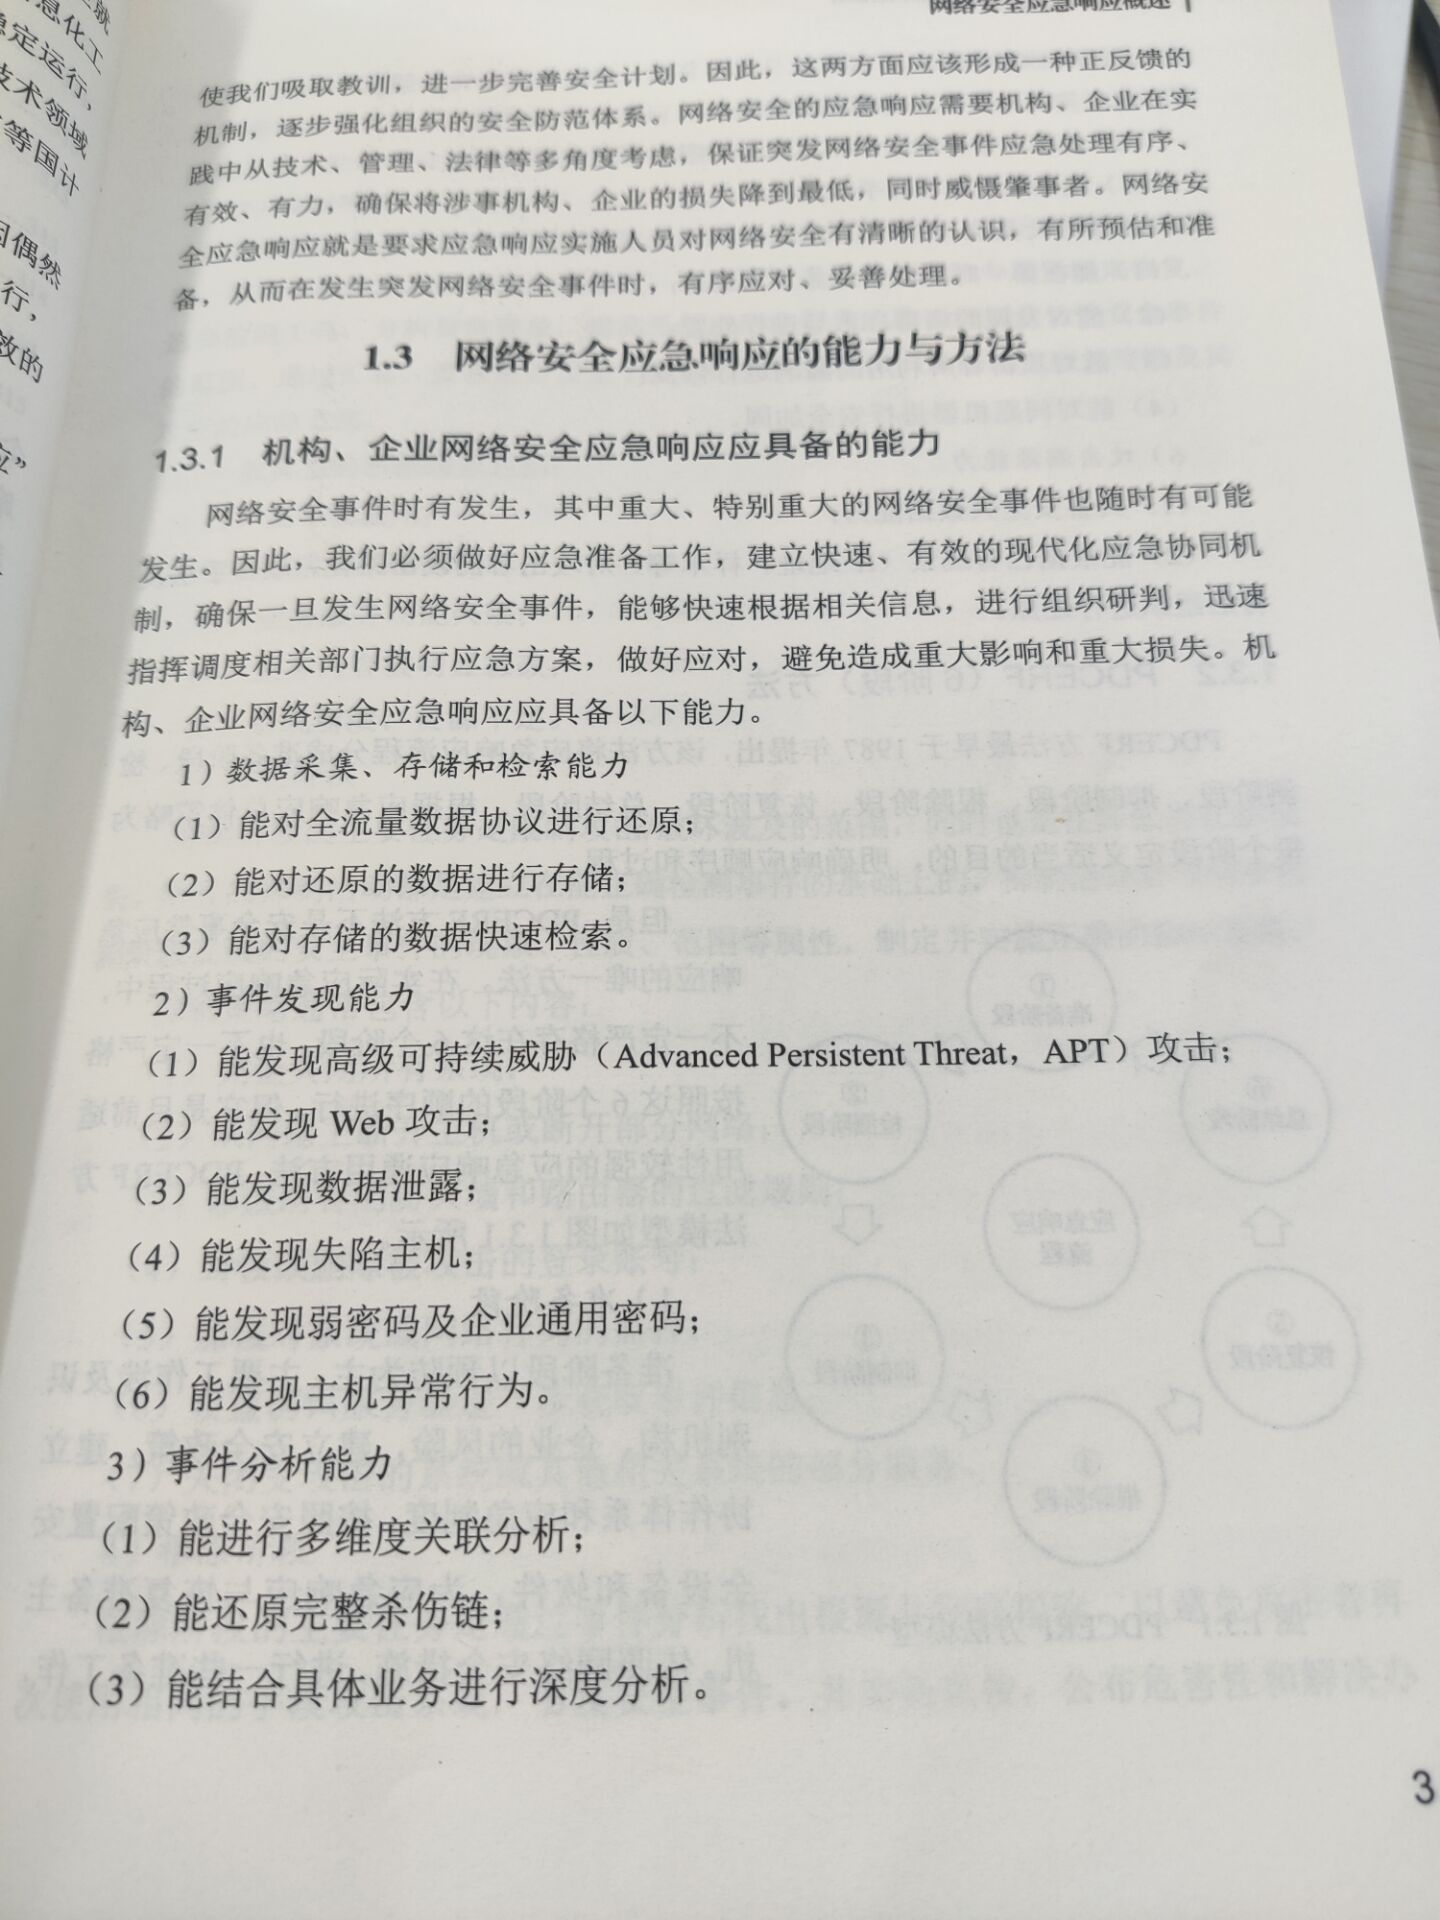 网络安全应急响应概述
使我们吸取教训，进一步完善安全计划。因此，这两方面应该形成一种正反馈的
机制，逐步强化组织的安全防范体系。网络安全的应急响应需要机构、企业在实
践中从技术、管理、法律等多角度考虑，保证突发网络安全事件应急处理有序、
有效、有力，确保将涉事机构、企业的损失降到最低，同时威慑肇事者。网络安
全应急响应就是要求应急响应实施人员对网络安全有清晰的认识，有所预估和准
备，从而在发生突发网络安全事件时，有序应对、妥善处理。
1.3 网络安全应急响应的能力与方法
1.3.1 机构、企业网络安全应急响应应具备的能力
网络安全事件时有发生，其中重大、特别重大的网络安全事件也随时有可能
发生。因此，我们必须做好应急准备工作，建立快速、有效的现代化应急协同机
制，确保一旦发生网络安全事件，能够快速根据相关信息，进行组织研判，迅速
指挥调度相关部门执行应急方案，做好应对，避免造成重大影响和重大损失。机
构、企业网络安全应急响应应具备以下能力。
1）数据采集、存储和检索能力
（1）能对全流量数据协议进行还原；
（2）能对还原的数据进行存储；
（3）能对存储的数据快速检索。
2）事件发现能力
（1）能发现高级可持续威胁（Advanced Persistent Threat，APT）攻击；
（2）能发现 Web 攻击；
（3）能发现数据泄露；
（4）能发现失陷主机；
（5）能发现弱密码及企业通用密码；
（6）能发现主机异常行为。
3）事件分析能力
（1）能进行多维度关联分析；
（2）能还原完整杀伤链；
（3）能结合具体业务进行深度分析。
3